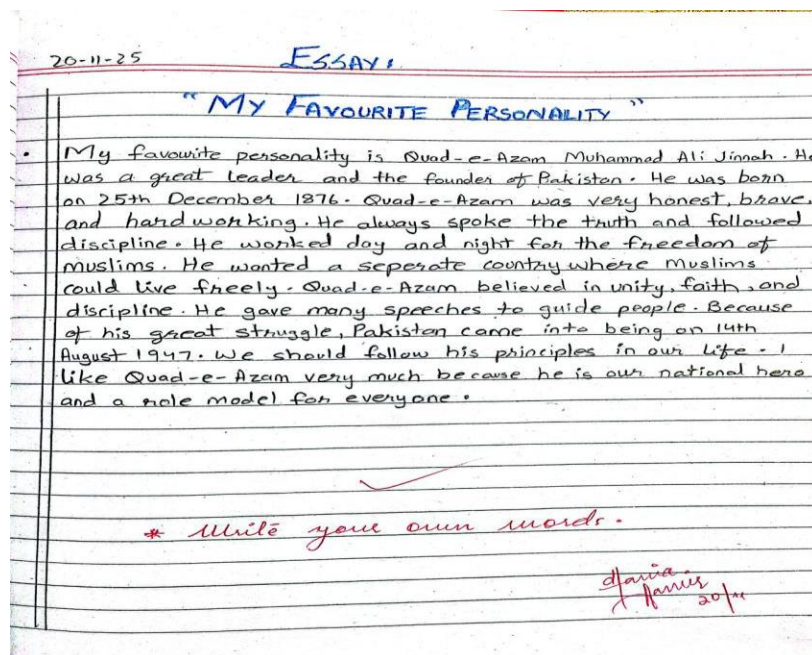 20-11-25
ESSAY:
"MY FAVOURITE PERSONALITY"
• My favourite personality is Quad-e-Azam Muhammad Ali Jinnah. He
was a great leader and the founder of Pakistan. He was born
on 25th December 1876. Quad-e-Azam was very honest, brave,
and hardworking. He always spoke the truth and followed
discipline. He worked day and night for the freedom of
muslims. He wanted a seperate country where Muslims
could live freely. Quad-e-Azam believed in unity, faith, and
discipline. He gave many speeches to guide people. Because
of his great struggle, Pakistan came into being on 14th
August 1947. We should follow his principles in our life. I
like Quad-e-Azam very much because he is our national hero
and a role model for everyone.
* Write your own words.
20/11